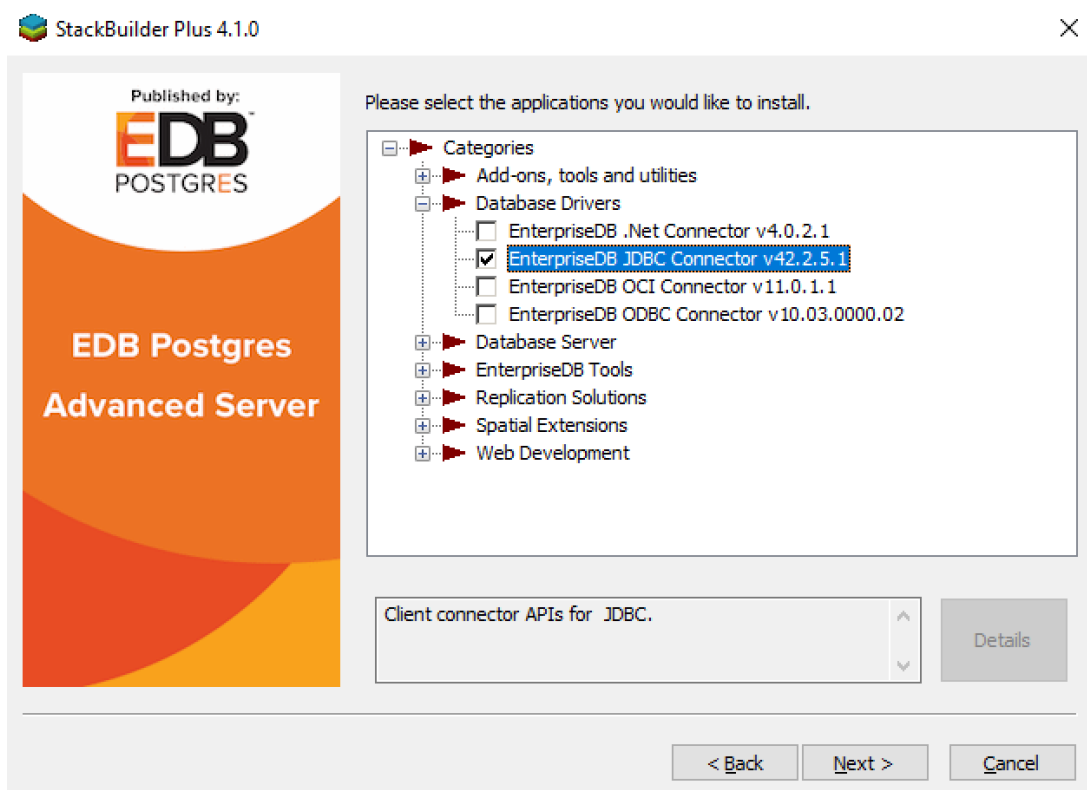 StackBuilder Plus 4.1.0
Published by:
EDB™
POSTGRES
EDB Postgres
Advanced Server
Please select the applications you would like to install.
Categories
Add-ons, tools and utilities
Database Drivers
EnterpriseDB .Net Connector v4.0.2.1
EnterpriseDB JDBC Connector v42.2.5.1
EnterpriseDB OCI Connector v11.0.1.1
EnterpriseDB ODBC Connector v10.03.0000.02
Database Server
EnterpriseDB Tools
Replication Solutions
Spatial Extensions
Web Development
Client connector APIs for  JDBC.
Details
< Back
Next >
Cancel